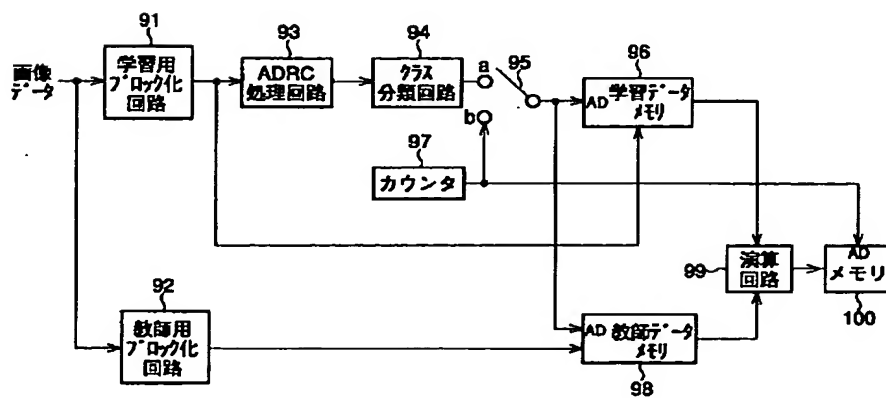 91
学習用
ブロック化
回路
画像
データ
93
ADRC
処理回路
94
クラス
分類回路
a
b
95
96
AD 学習データ
メモリ
97
カウンタ
92
教師用
ブロック化
回路
AD 教師データ
メモリ
98
99
演算
回路
AD
メモリ
100